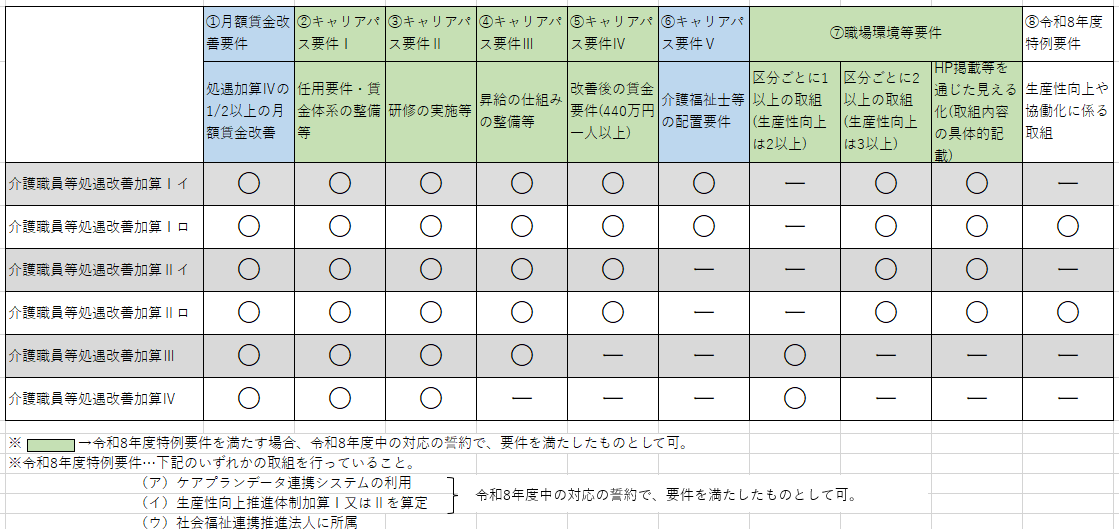 ①月額賃金改
善要件
②キャリアパ
ス要件Ⅰ
③キャリアパ
ス要件Ⅱ
④キャリアパ
ス要件Ⅲ
⑤キャリアパ
ス要件Ⅳ
⑥キャリアパ
ス要件Ⅴ
⑦職場環境等要件
⑧令和8年度
特例要件
処遇加算Ⅳの
1/2以上の月
額賃金改善
任用要件・賃
金体系の整備
等
研修の実施等
昇給の仕組み
の整備等
改善後の賃金
要件(440万円
一人以上)
介護福祉士等
の配置要件
区分ごとに1
以上の取組
(生産性向上
は2以上)
区分ごとに2
以上の取組
(生産性向上
は3以上)
HP掲載等を
通じた見える
化(取組内容
の具体的記
載)
生産性向上や
協働化に係る
取組
介護職員等処遇改善加算Ⅰイ ○ ○ ○ ○ ○ ○ ― ○ ○ ―
介護職員等処遇改善加算Ⅰロ ○ ○ ○ ○ ○ ○ ― ○ ○ ○
介護職員等処遇改善加算Ⅱイ ○ ○ ○ ○ ○ ― ― ○ ○ ―
介護職員等処遇改善加算Ⅱロ ○ ○ ○ ○ ○ ― ― ○ ○ ○
介護職員等処遇改善加算Ⅲ ○ ○ ○ ○ ― ― ○ ― ― ―
介護職員等処遇改善加算Ⅳ ○ ○ ○ ― ― ― ○ ― ― ―
※ →令和8年度特例要件を満たす場合、令和8年度中の対応の誓約で、要件を満たしたものとして可。
※令和8年度特例要件…下記のいずれかの取組を行っていること。
（ア）ケアプランデータ連携システムの利用
（イ）生産性向上推進体制加算Ⅰ又はⅡを算定
令和8年度中の対応の誓約で、要件を満たしたものとして可。
（ウ）社会福祉連携推進法人に所属